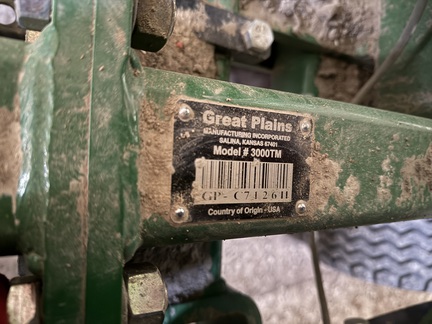 Great Plains
MANUFACTURING INCORPORATED
SALINA, KANSAS 67401
Model # 3000TM
GP-C7126H
Country of Origin - USA